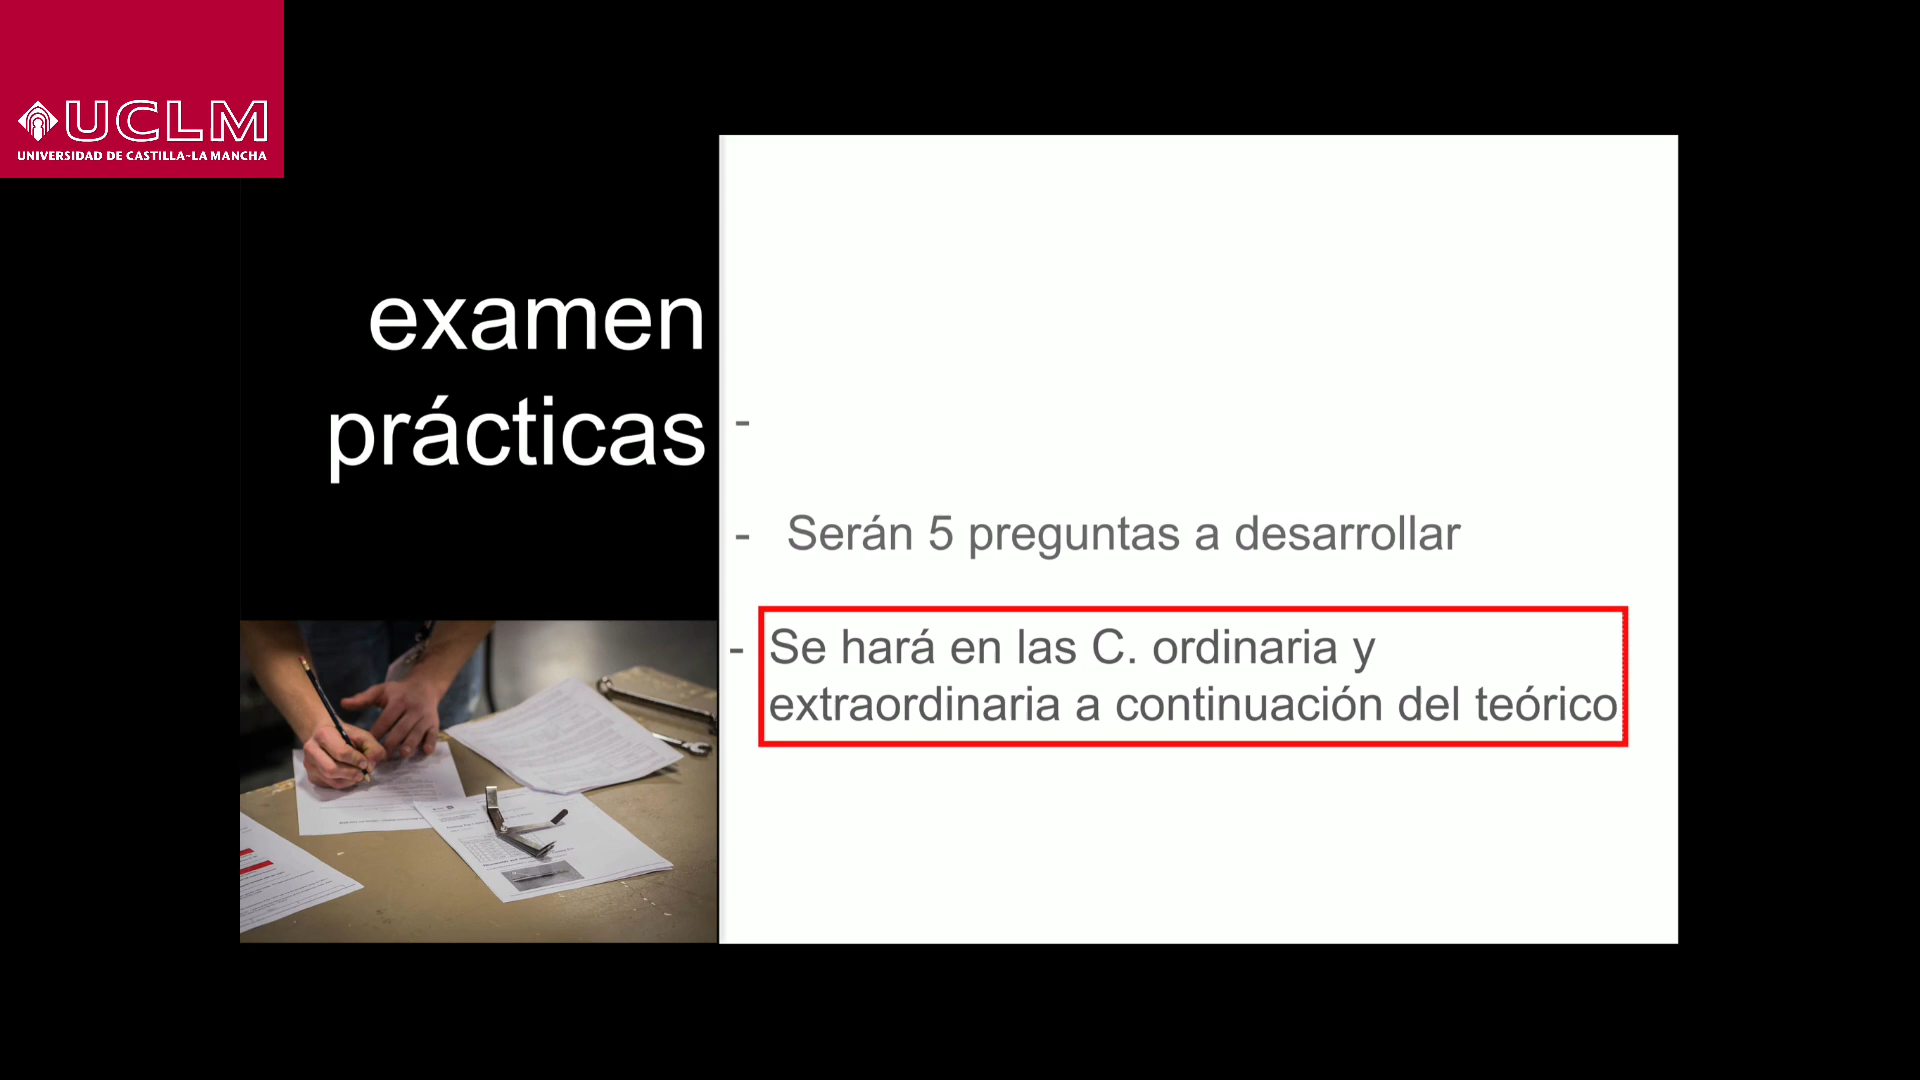 UCLM
UNIVERSIDAD DE CASTILLA-LA MANCHA
examen
prácticas
-
- Serán 5 preguntas a desarrollar
- Se hará en las C. ordinaria y
extraordinaria a continuación del teórico